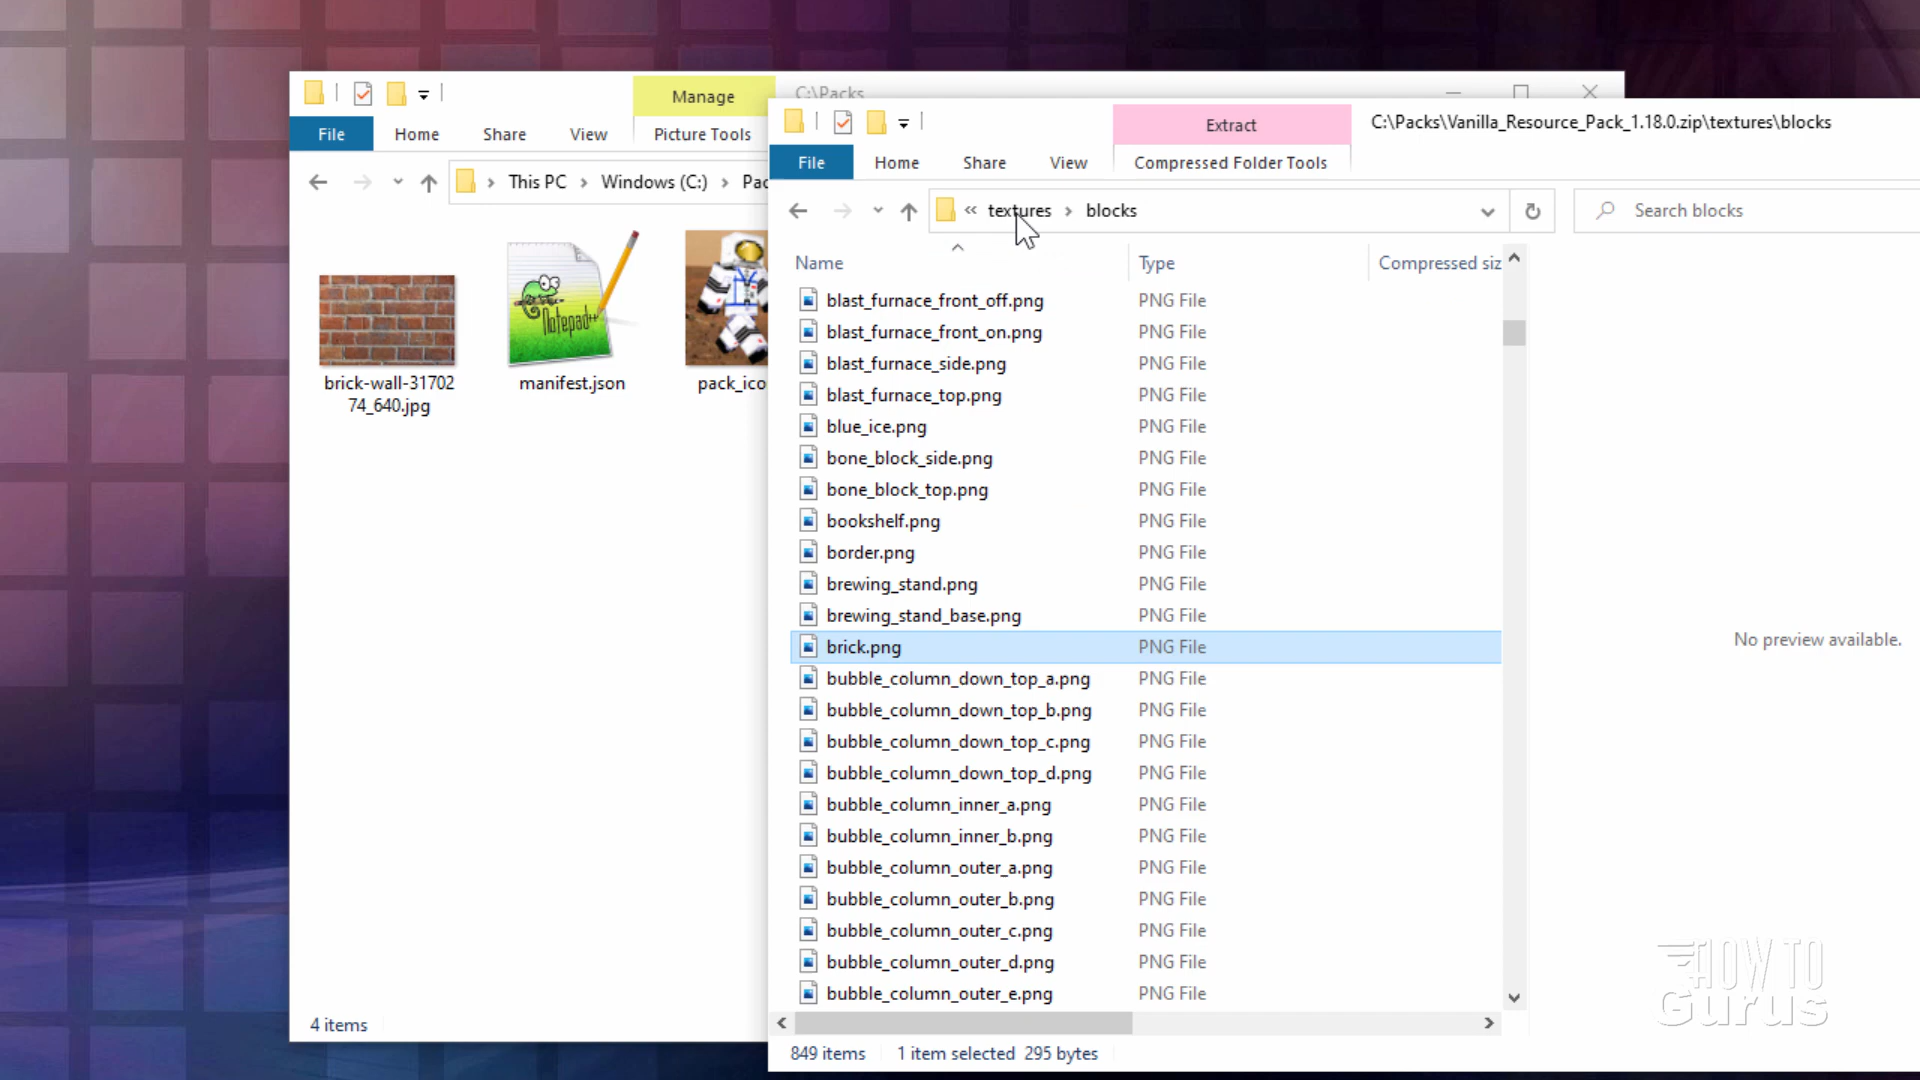 Manage
C:\Packs
File
Home
Share
View
Picture Tools
This PC
Windows (C:)
Pac
brick-wall-31702
74_640.jpg
Notepad++
manifest.json
pack_ico
4 items
Extract
C:\Packs\Vanilla_Resource_Pack_1.18.0.zip\textures\blocks
File
Home
Share
View
Compressed Folder Tools
« textures > blocks
Search blocks
Name
Type
Compressed siz
blast_furnace_front_off.png PNG File
blast_furnace_front_on.png PNG File
blast_furnace_side.png PNG File
blast_furnace_top.png PNG File
blue_ice.png PNG File
bone_block_side.png PNG File
bone_block_top.png PNG File
bookshelf.png PNG File
border.png PNG File
brewing_stand.png PNG File
brewing_stand_base.png PNG File
brick.png PNG File
bubble_column_down_top_a.png PNG File
bubble_column_down_top_b.png PNG File
bubble_column_down_top_c.png PNG File
bubble_column_down_top_d.png PNG File
bubble_column_inner_a.png PNG File
bubble_column_inner_b.png PNG File
bubble_column_outer_a.png PNG File
bubble_column_outer_b.png PNG File
bubble_column_outer_c.png PNG File
bubble_column_outer_d.png PNG File
bubble_column_outer_e.png PNG File
No preview available.
849 items
1 item selected 295 bytes
HOW TO
Gurus